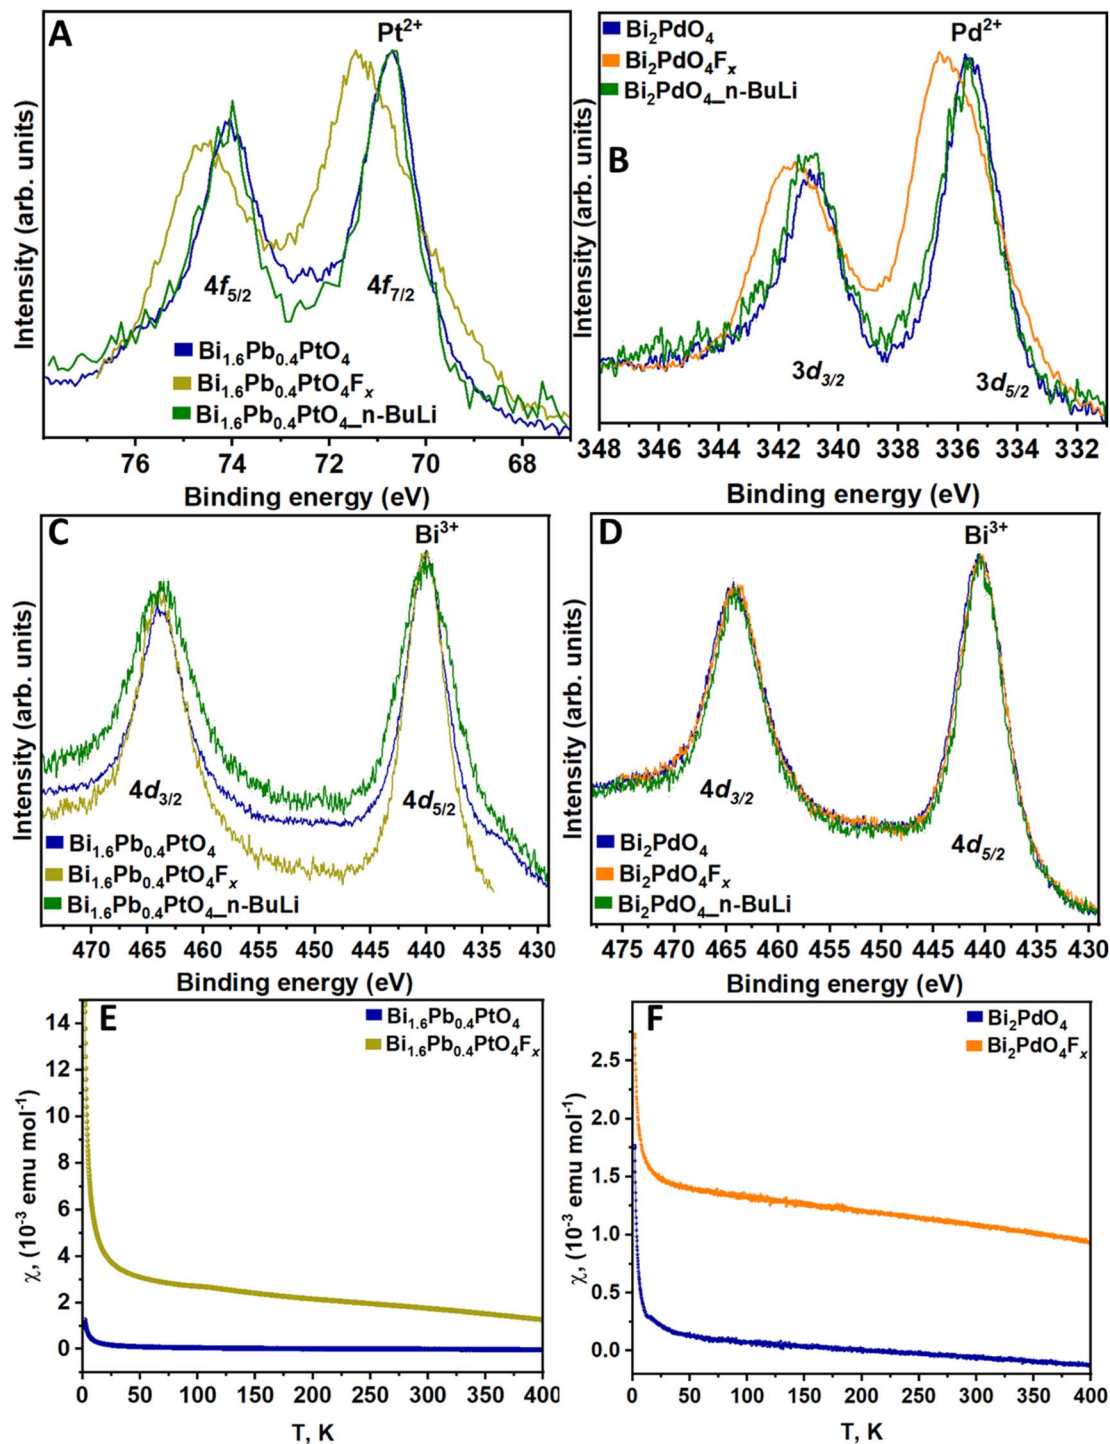 A
Pt²⁺
Intensity (arb. units)
4f₅/₂
4f₇/₂
Bi₁.₆Pb₀.₄PtO₄
Bi₁.₆Pb₀.₄PtO₄Fₓ
Bi₁.₆Pb₀.₄PtO₄_n-BuLi
76 74 72 70 68
Binding energy (eV)
Bi₂PdO₄
Bi₂PdO₄Fₓ
Bi₂PdO₄_n-BuLi
Pd²⁺
B
Intensity (arb. units)
3d₃/₂
3d₅/₂
348 346 344 342 340 338 336 334 332
Binding energy (eV)
C
Bi³⁺
Intensity (arb. units)
4d₃/₂
4d₅/₂
Bi₁.₆Pb₀.₄PtO₄
Bi₁.₆Pb₀.₄PtO₄Fₓ
Bi₁.₆Pb₀.₄PtO₄_n-BuLi
470 465 460 455 450 445 440 435 430
Binding energy (eV)
D
Bi³⁺
Intensity (arb. units)
4d₃/₂
4d₅/₂
Bi₂PdO₄
Bi₂PdO₄Fₓ
Bi₂PdO₄_n-BuLi
475 470 465 460 455 450 445 440 435 430
Binding energy (eV)
E
Bi₁.₆Pb₀.₄PtO₄
Bi₁.₆Pb₀.₄PtO₄Fₓ
14
12
10
8
6
4
2
0
χ, (10⁻³ emu mol⁻¹)
0 50 100 150 200 250 300 350 400
T, K
F
Bi₂PdO₄
Bi₂PdO₄Fₓ
2.5
2.0
1.5
1.0
0.5
0.0
χ, (10⁻³ emu mol⁻¹)
0 50 100 150 200 250 300 350 400
T, K